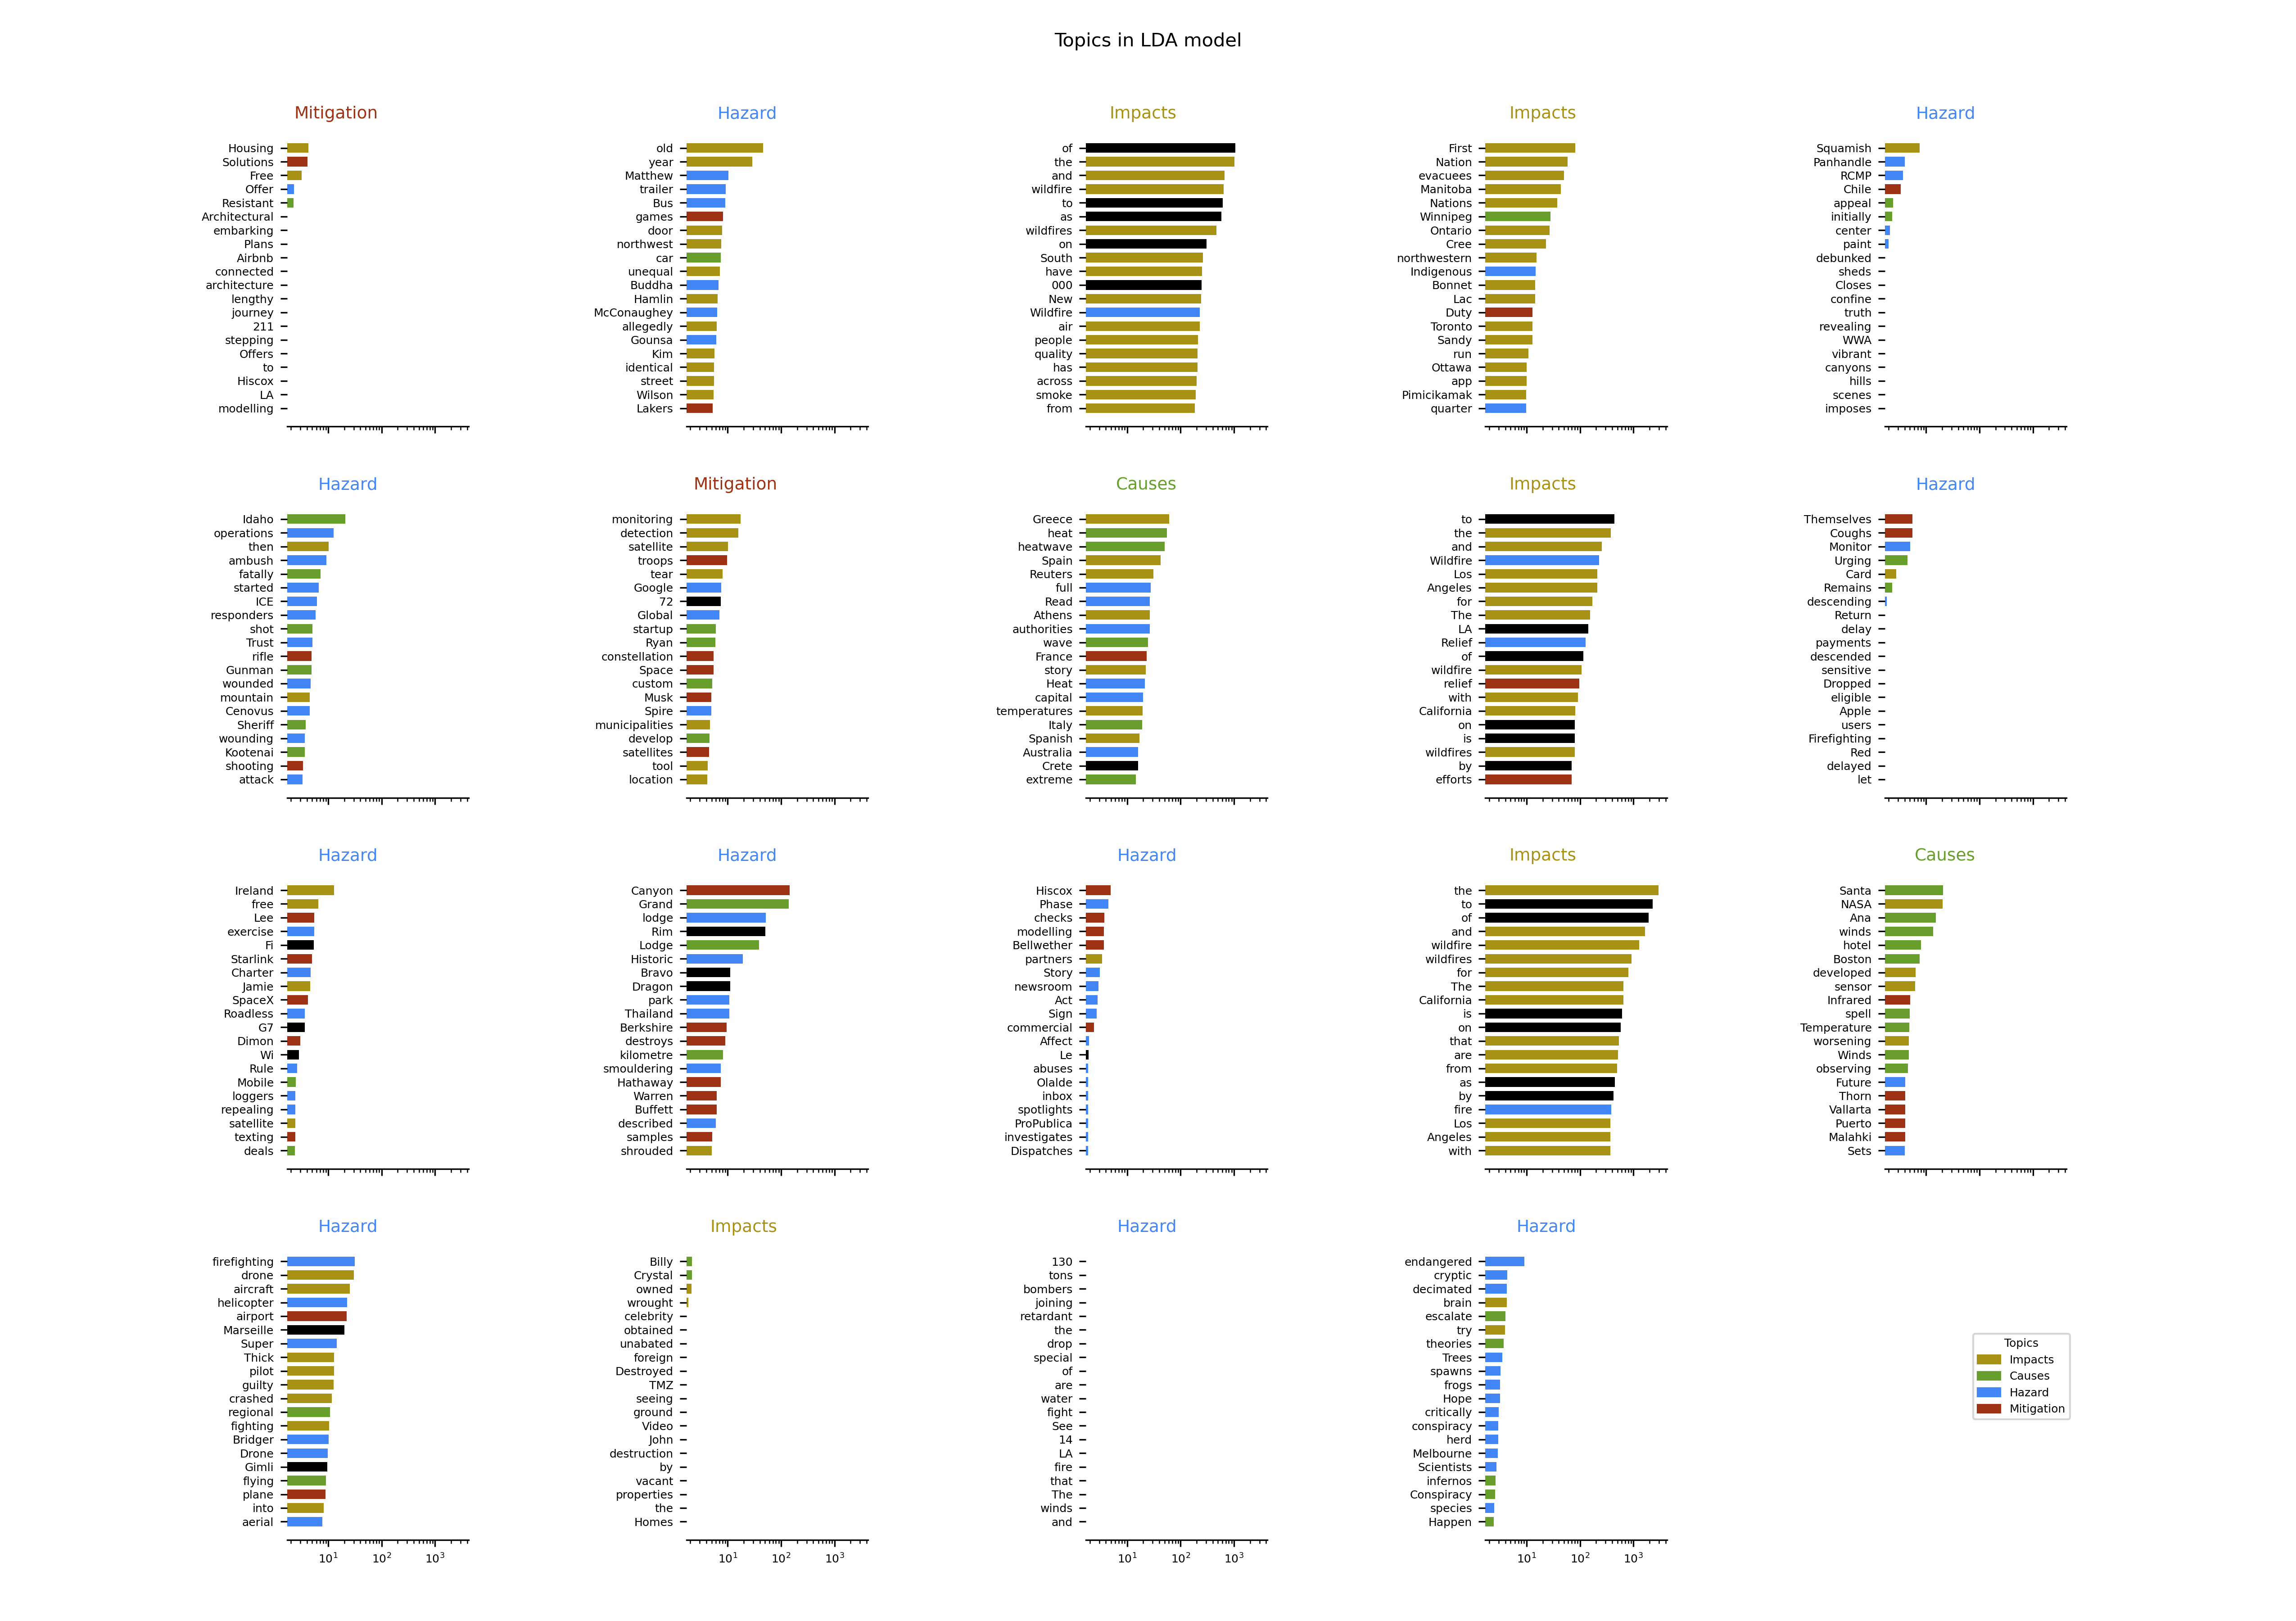 Topics in LDA model
Mitigation
Housing
Solutions
Free
Offer
Resistant
Architectural
embarking
Plans
Airbnb
connected
architecture
lengthy
journey
211
stepping
Offers
to
Hiscox
LA
modelling
Hazard
old
year
Matthew
trailer
Bus
games
door
northwest
car
unequal
Buddha
Hamlin
McConaughey
allegedly
Gounsa
Kim
identical
street
Wilson
Lakers
Impacts
of
the
and
wildfire
to
as
wildfires
on
South
have
000
New
Wildfire
air
people
quality
has
across
smoke
from
Impacts
First
Nation
evacuees
Manitoba
Nations
Winnipeg
Ontario
Cree
northwestern
Indigenous
Bonnet
Lac
Duty
Toronto
Sandy
run
Ottawa
app
Pimicikamak
quarter
Hazard
Squamish
Panhandle
RCMP
Chile
appeal
initially
center
paint
debunked
sheds
Closes
confine
truth
revealing
WWA
vibrant
canyons
hills
scenes
imposes
Hazard
Idaho
operations
then
ambush
fatally
started
ICE
responders
shot
Trust
rifle
Gunman
wounded
mountain
Cenovus
Sheriff
wounding
Kootenai
shooting
attack
Mitigation
monitoring
detection
satellite
troops
tear
Google
72
Global
startup
Ryan
constellation
Space
custom
Musk
Spire
municipalities
develop
satellites
tool
location
Causes
Greece
heat
heatwave
Spain
Reuters
full
Read
Athens
authorities
wave
France
story
Heat
capital
temperatures
Italy
Spanish
Australia
Crete
extreme
Impacts
to
the
and
Wildfire
Los
Angeles
for
The
LA
Relief
of
wildfire
relief
with
California
on
is
wildfires
by
efforts
Hazard
Themselves
Coughs
Monitor
Urging
Card
Remains
descending
Return
delay
payments
descended
sensitive
Dropped
eligible
Apple
users
Firefighting
Red
delayed
let
Hazard
Ireland
free
Lee
exercise
Fi
Starlink
Charter
Jamie
SpaceX
Roadless
G7
Dimon
Wi
Rule
Mobile
loggers
repealing
satellite
texting
deals
Hazard
Canyon
Grand
lodge
Rim
Lodge
Historic
Bravo
Dragon
park
Thailand
Berkshire
destroys
kilometre
smouldering
Hathaway
Warren
Buffett
described
samples
shrouded
Hazard
Hiscox
Phase
checks
modelling
Bellwether
partners
Story
newsroom
Act
Sign
commercial
Affect
Le
abuses
Olalde
inbox
spotlights
ProPublica
investigates
Dispatches
Impacts
the
to
of
and
wildfire
wildfires
for
The
California
is
on
that
are
from
as
by
fire
Los
Angeles
with
Causes
Santa
NASA
Ana
winds
hotel
Boston
developed
sensor
Infrared
spell
Temperature
worsening
Winds
observing
Future
Thorn
Vallarta
Puerto
Malahki
Sets
Hazard
firefighting
drone
aircraft
helicopter
airport
Marseille
Super
Thick
pilot
guilty
crashed
regional
fighting
Bridger
Drone
Gimli
flying
plane
into
aerial
10¹ 10² 10³
Impacts
Billy
Crystal
owned
wrought
celebrity
obtained
unabated
foreign
Destroyed
TMZ
seeing
ground
Video
John
destruction
by
vacant
properties
the
Homes
10¹ 10² 10³
Hazard
130
tons
bombers
joining
retardant
the
drop
special
of
are
water
fight
See
14
LA
fire
that
The
winds
and
10¹ 10² 10³
Hazard
endangered
cryptic
decimated
brain
escalate
try
theories
Trees
spawns
frogs
Hope
critically
conspiracy
herd
Melbourne
Scientists
infernos
Conspiracy
species
Happen
10¹ 10² 10³
Topics
Impacts
Causes
Hazard
Mitigation